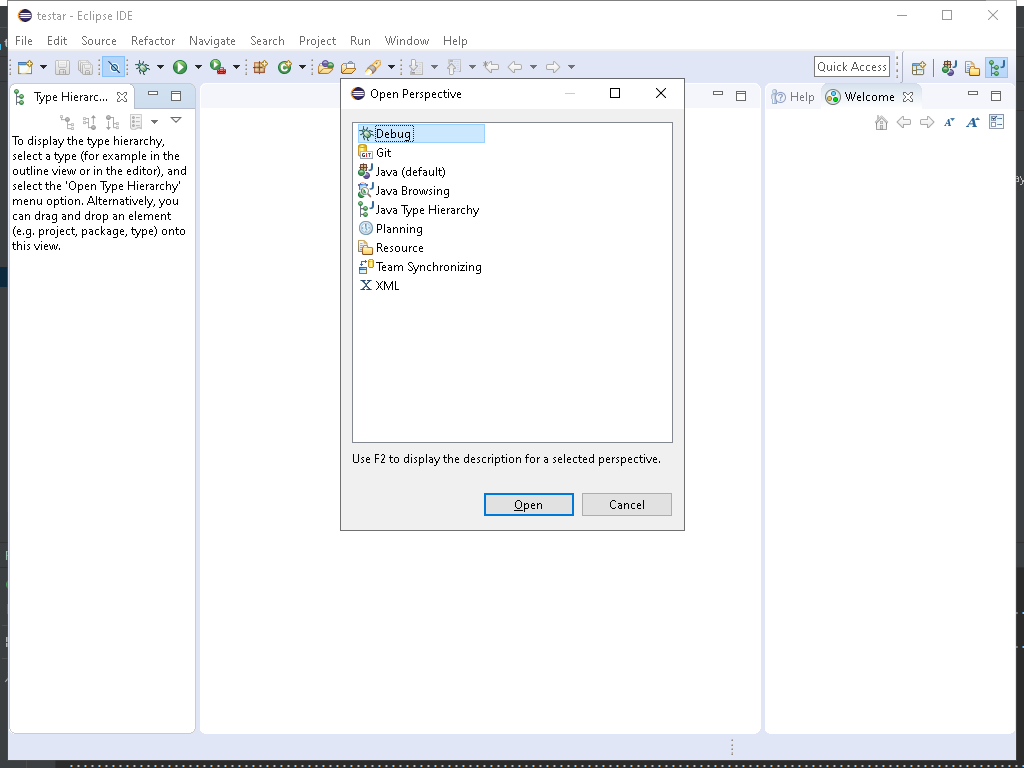 testar - Eclipse IDE
File Edit Source Refactor Navigate Search Project Run Window Help
Quick Access
Type Hierarc...
Help
Welcome
To display the type hierarchy,
select a type (for example in the
outline view or in the editor), and
select the 'Open Type Hierarchy'
menu option. Alternatively, you
can drag and drop an element
(e.g. project, package, type) onto
this view.
Open Perspective
Debug
Git
Java (default)
Java Browsing
Java Type Hierarchy
Planning
Resource
Team Synchronizing
XML
Use F2 to display the description for a selected perspective.
Open Cancel